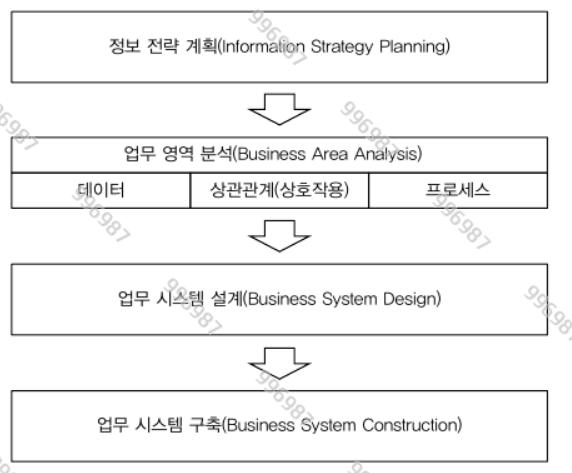 정보 전략 계획(Information Strategy Planning)
업무 영역 분석(Business Area Analysis)
데이터 상관관계(상호작용) 프로세스
업무 시스템 설계(Business System Design)
업무 시스템 구축(Business System Construction)
996987
996987
996987
996987
996987
996987
996987
996987